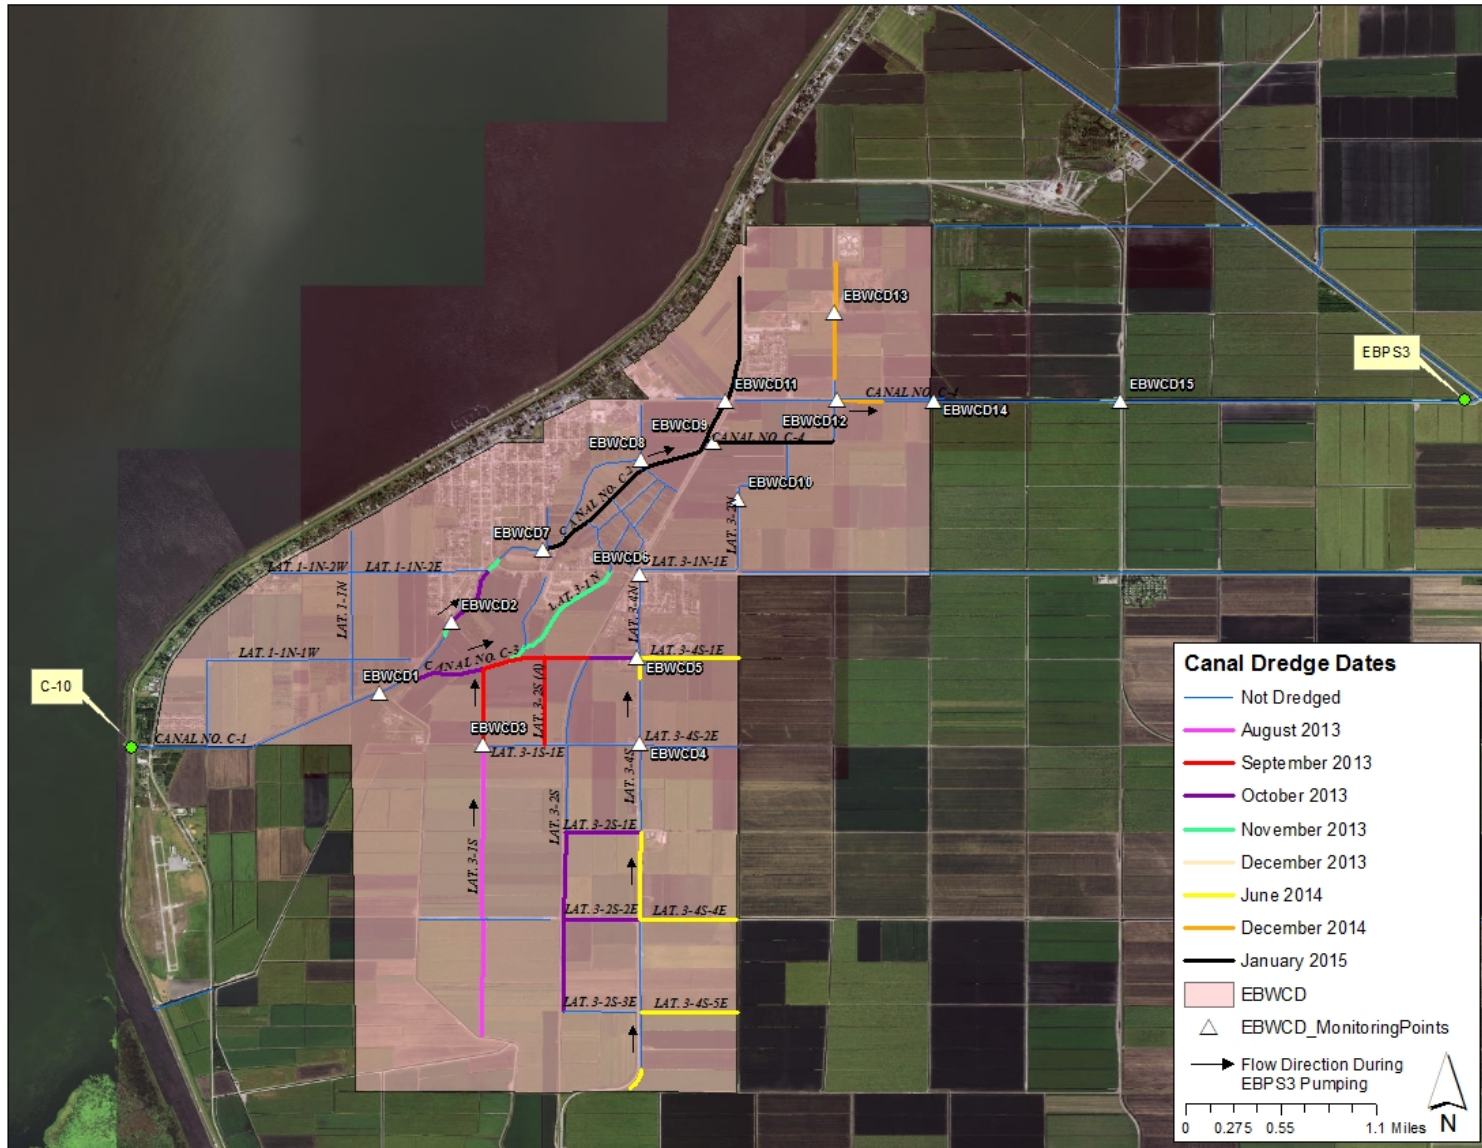 EBWCD13
EBPS3
EBWCD11
EBWCD15
CANAL NO. C-4
EBWCD12
EBWCD14
EBWCD9
CANAL NO. C-4
EBWCD8
CANAL NO. C-2
EBWCD10
EBWCD7
LAT. 3-2N
EBWCD6
LAT. 3-1N-1E
LAT. 1-1N-2W
LAT. 1-1N-2E
LAT. 1-1N
LAT. 3-1N
LAT. 3-4N
EBWCD2
LAT. 1-1N-1W
CANAL NO. C-3
LAT. 3-4S-1E
EBWCD5
EBWCD1
C-10
LAT. 3-2S (A)
EBWCD3
CANAL NO. C-1
LAT. 3-1S-1E
LAT. 3-4S-2E
EBWCD4
LAT. 3-4S
LAT. 3-2S
LAT. 3-2S-1E
LAT. 3-1S
LAT. 3-2S-2E
LAT. 3-4S-4E
LAT. 3-2S-3E
LAT. 3-4S-5E
Canal Dredge Dates
Not Dredged
August 2013
September 2013
October 2013
November 2013
December 2013
June 2014
December 2014
January 2015
EBWCD
EBWCD_MonitoringPoints
Flow Direction During
EBPS3 Pumping
0 0.275 0.55 1.1 Miles
N